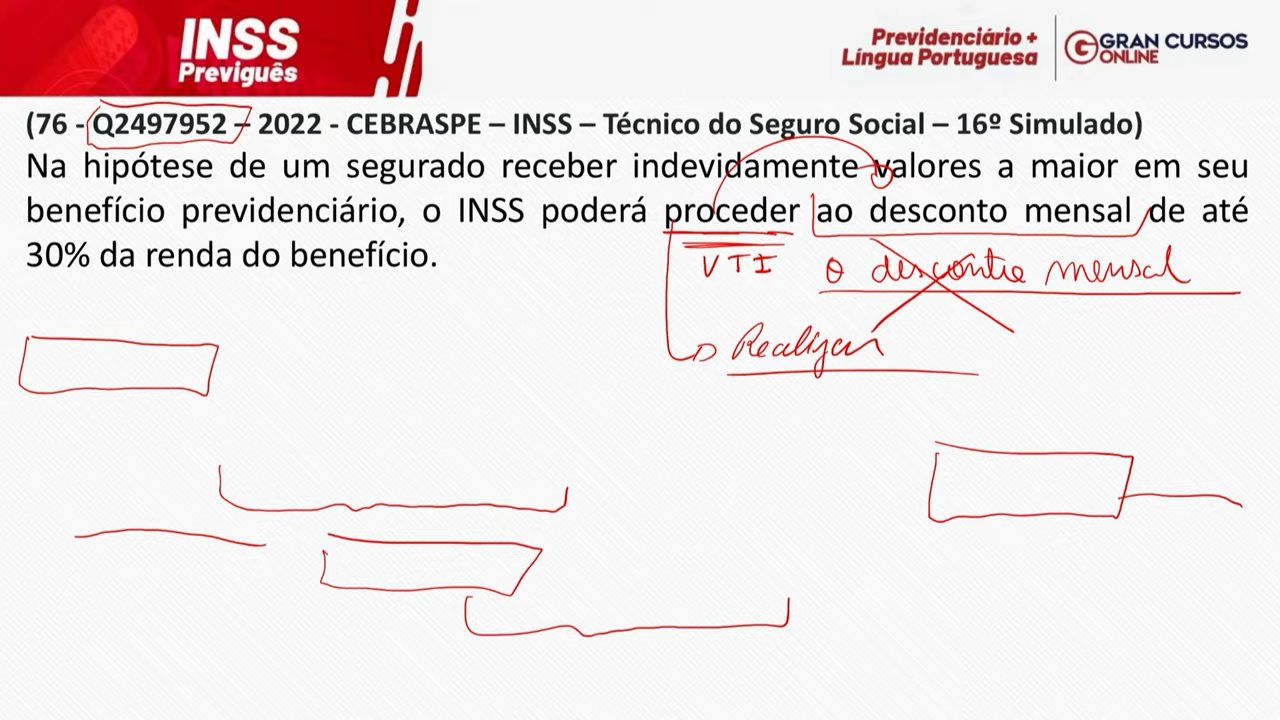 INSS
Previguês
Previdenciário +
Língua Portuguesa
GRAN CURSOS
ONLINE
(76 - Q2497952 – 2022 - CEBRASPE – INSS – Técnico do Seguro Social – 16º Simulado)
Na hipótese de um segurado receber indevidamente valores a maior em seu
benefício previdenciário, o INSS poderá proceder ao desconto mensal de até
30% da renda do benefício.
VTI
o desconto mensal
Realizar